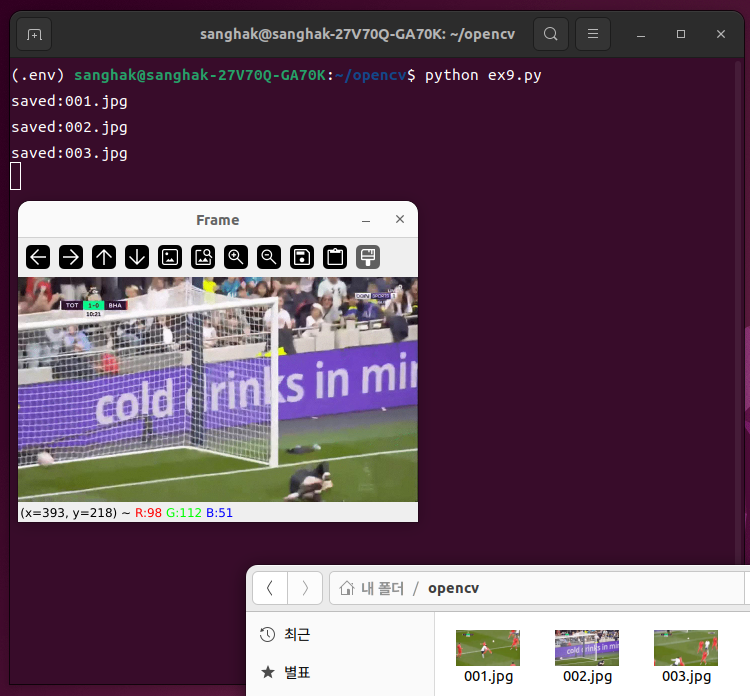 sanghak@sanghak-27V70Q-GA70K: ~/opencv
(.env) sanghak@sanghak-27V70Q-GA70K:~/opencv$ python ex9.py
saved:001.jpg
saved:002.jpg
saved:003.jpg
Frame
TOT 1-0 BHA
10:21
SPORTS
cold drinks in min
(x=393, y=218) ~ R:98 G:112 B:51
내 폴더 / opencv
최근
별표
001.jpg
002.jpg
003.jpg